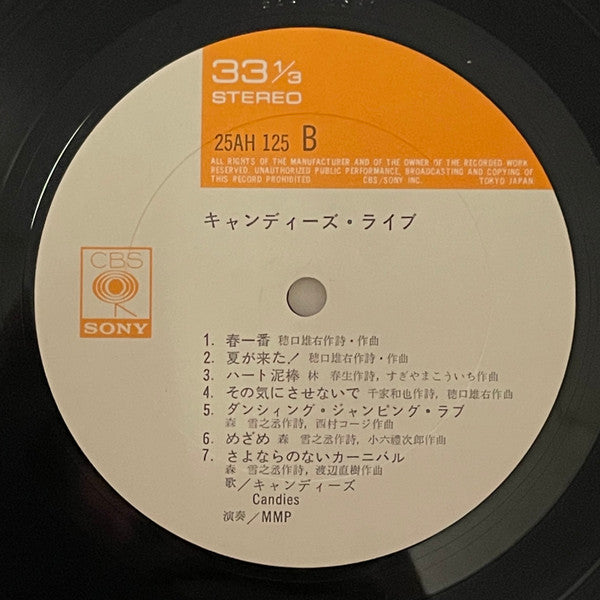 33 1/3
STEREO
25AH 125 B
ALL RIGHTS OF THE MANUFACTURER AND OF THE OWNER OF THE RECORDED WORK
RESERVED. UNAUTHORIZED PUBLIC PERFORMANCE, BROADCASTING AND COPYING OF
THIS RECORD PROHIBITED. CBS/SONY INC. TOKYO JAPAN
キャンディーズ・ライブ
CBS
SONY
1. 春一番 穂口雄右作詩・作曲
2. 夏が来た! 穂口雄右作詩・作曲
3. ハート泥棒 林 春生作詩, すぎやまこういち作曲
4. その気にさせないで 千家和也作詩, 穂口雄右作曲
5. ダンシィング・ジャンピング・ラブ
森 雪之丞作詩, 西村コージ作曲
6. めざめ 森 雪之丞作詩, 小六禮次郎作曲
7. さよならのないカーニバル
森 雪之丞作詩, 渡辺直樹作曲
歌/キャンディーズ
Candies
演奏/MMP